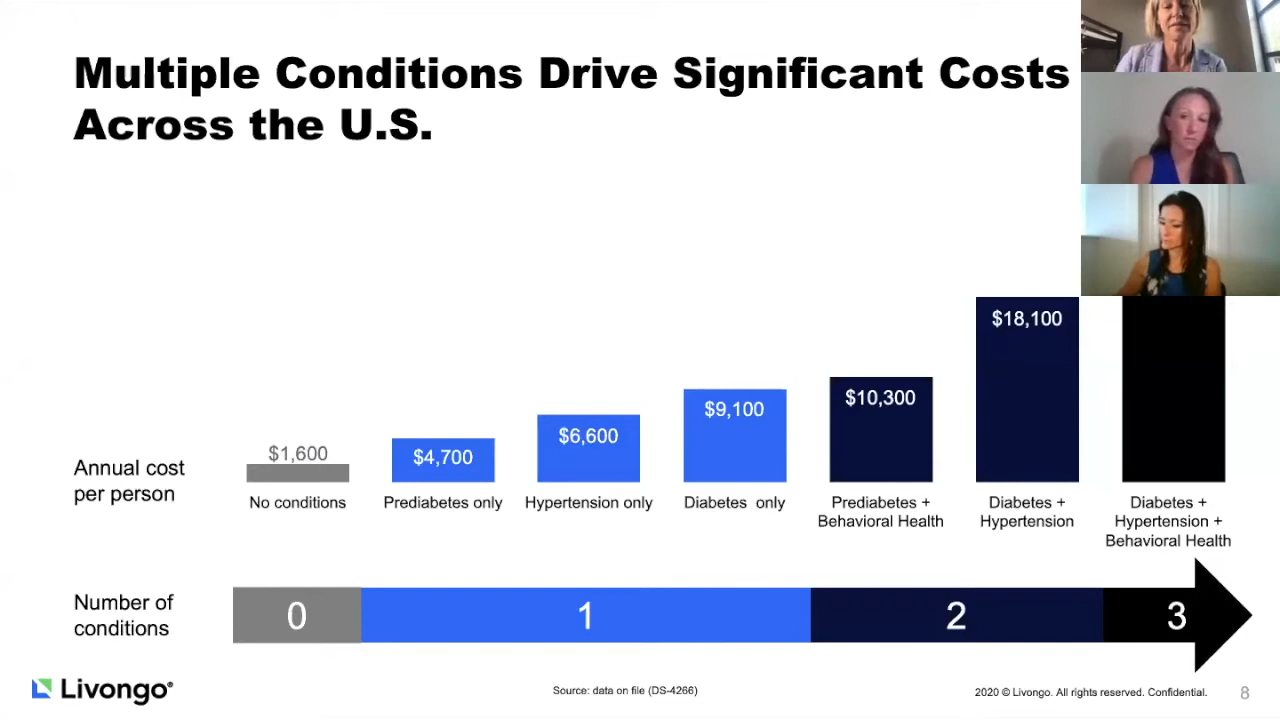 Multiple Conditions Drive Significant Costs
Across the U.S.
$18,100
$10,300
$9,100
$6,600
$4,700
$1,600
Annual cost
per person
No conditions
Prediabetes only
Hypertension only
Diabetes only
Prediabetes +
Behavioral Health
Diabetes +
Hypertension
Diabetes +
Hypertension +
Behavioral Health
Number of
conditions
0
1
2
3
Livongo®
Source: data on file (DS-4266)
2020 © Livongo. All rights reserved. Confidential.
8